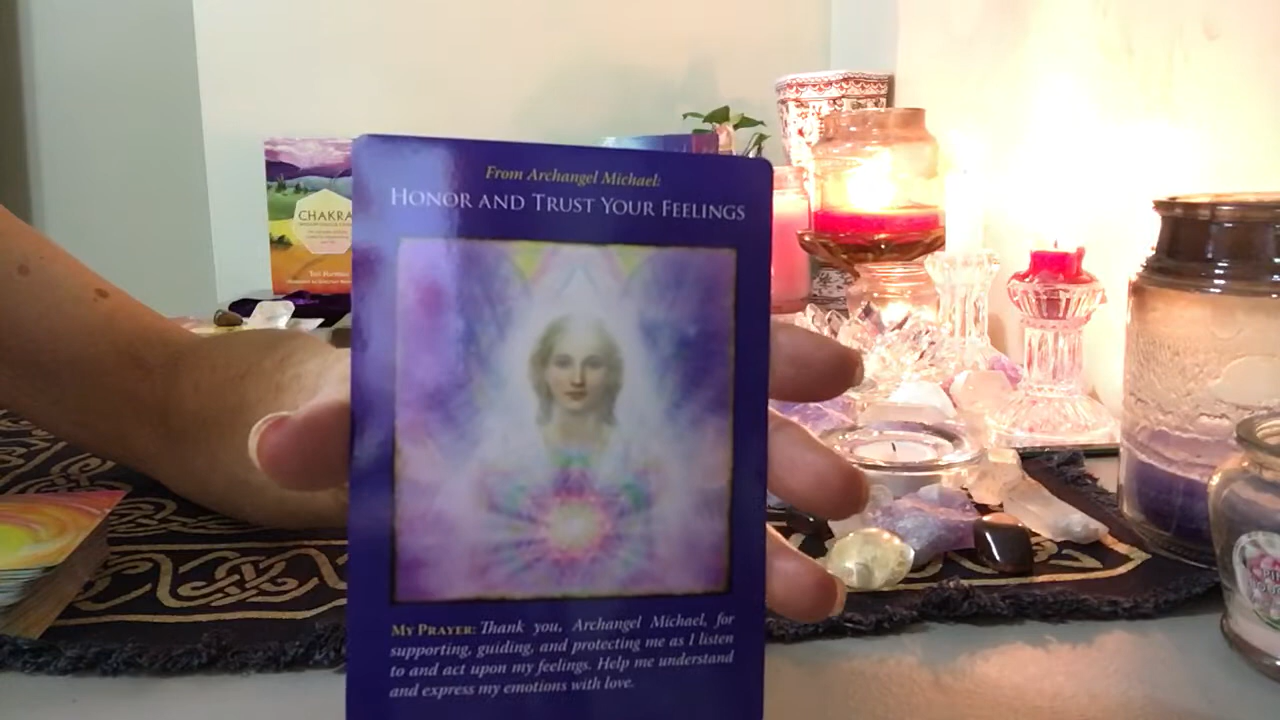 From Archangel Michael:
HONOR AND TRUST YOUR FEELINGS
CHAKRA
MY PRAYER: Thank you, Archangel Michael, for
supporting, guiding, and protecting me as I listen
to and act upon my feelings. Help me understand
and express my emotions with love.